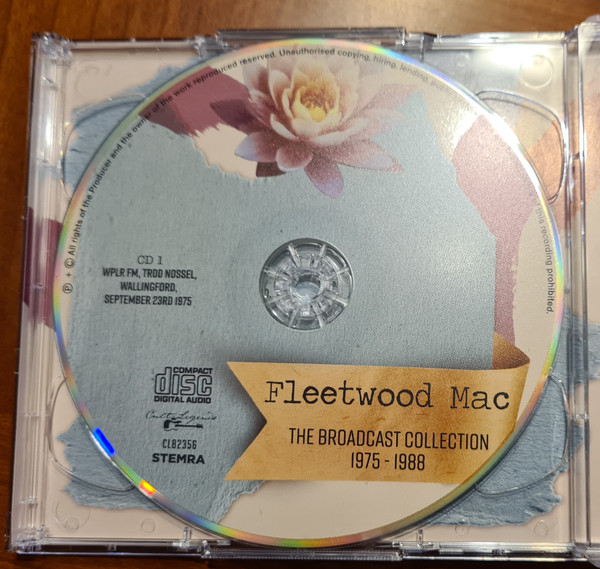 ℗ + © All rights of the Producer and the owner of the work reproduced reserved. Unauthorised copying, hiring, lending,
this recording prohibited.
CD 1
WPLR FM, TROD NOSSEL,
WALLINGFORD,
SEPTEMBER 23RD 1975
COMPACT
disc
DIGITAL AUDIO
Cult Legends
CL82356
STEMRA
Fleetwood Mac
THE BROADCAST COLLECTION
1975 - 1988